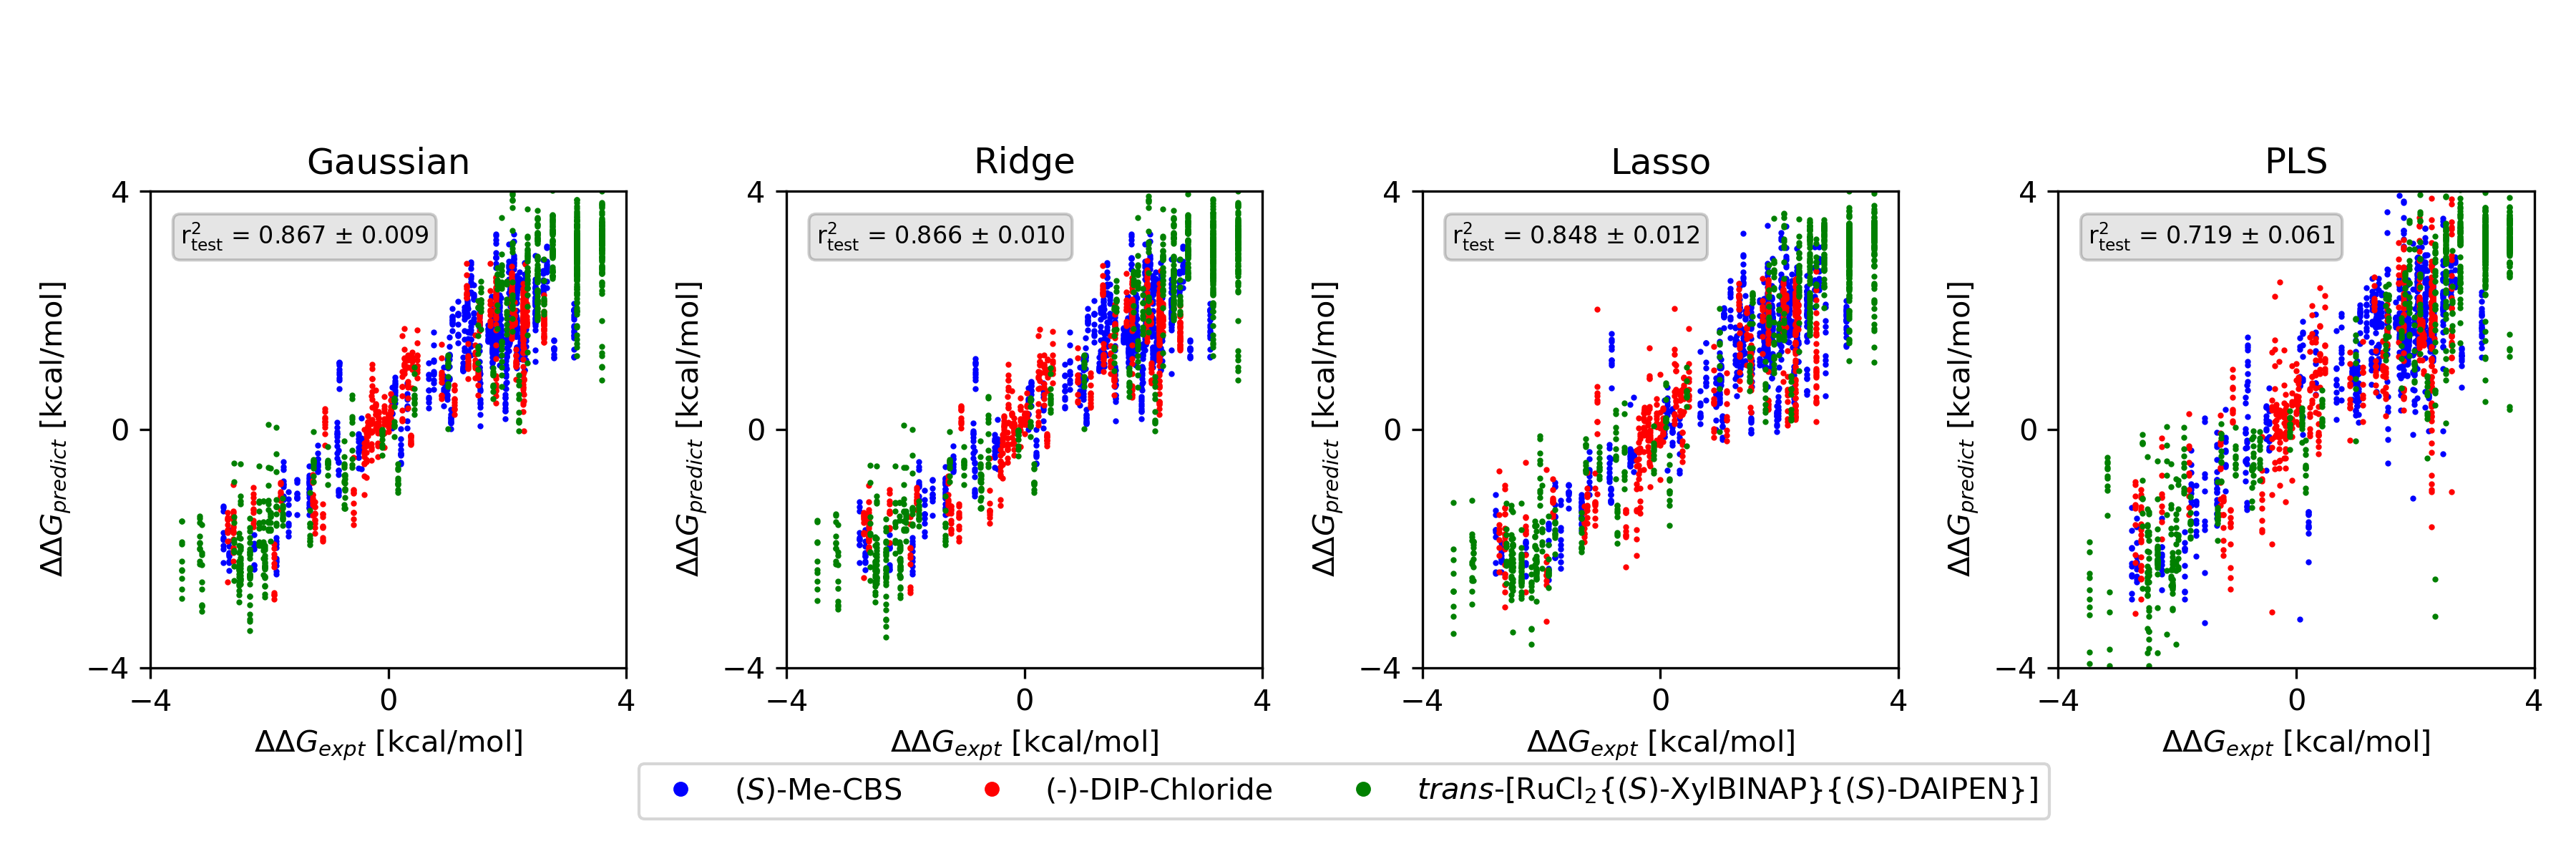 Gaussian
4
r²test = 0.867 ± 0.009
0
−4
−4 0 4
ΔΔGpredict [kcal/mol]
ΔΔGexpt [kcal/mol]
Ridge
4
r²test = 0.866 ± 0.010
0
−4
−4 0 4
ΔΔGpredict [kcal/mol]
ΔΔGexpt [kcal/mol]
Lasso
4
r²test = 0.848 ± 0.012
0
−4
−4 0 4
ΔΔGpredict [kcal/mol]
ΔΔGexpt [kcal/mol]
PLS
4
r²test = 0.719 ± 0.061
0
−4
−4 0 4
ΔΔGpredict [kcal/mol]
ΔΔGexpt [kcal/mol]
(S)-Me-CBS (-)-DIP-Chloride trans-[RuCl₂{(S)-XylBINAP}{(S)-DAIPEN}]